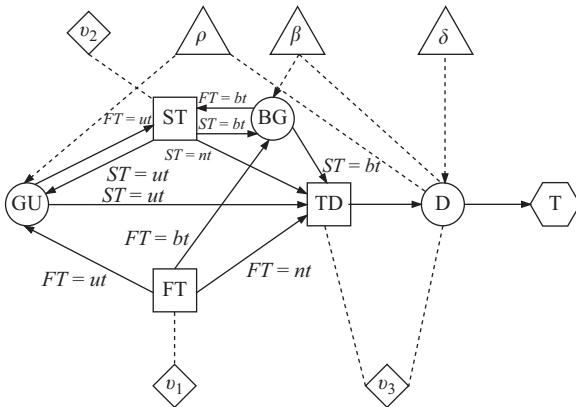 υ2
ρ
β
δ
FT = ut
ST
FT = bt
ST = bt
BG
ST = nt
ST = ut
ST = bt
GU
ST = ut
TD
D
T
FT = bt
FT = ut
FT
FT = nt
υ1
υ3